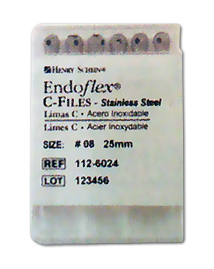 HENRY SCHEIN®
Endoflex®
C-FILES - Stainless Steel
Limas C • Acero Inoxidable
Limes C • Acier Inoxydable
SIZE: # 08 25mm
REF 112-6024
LOT 123456